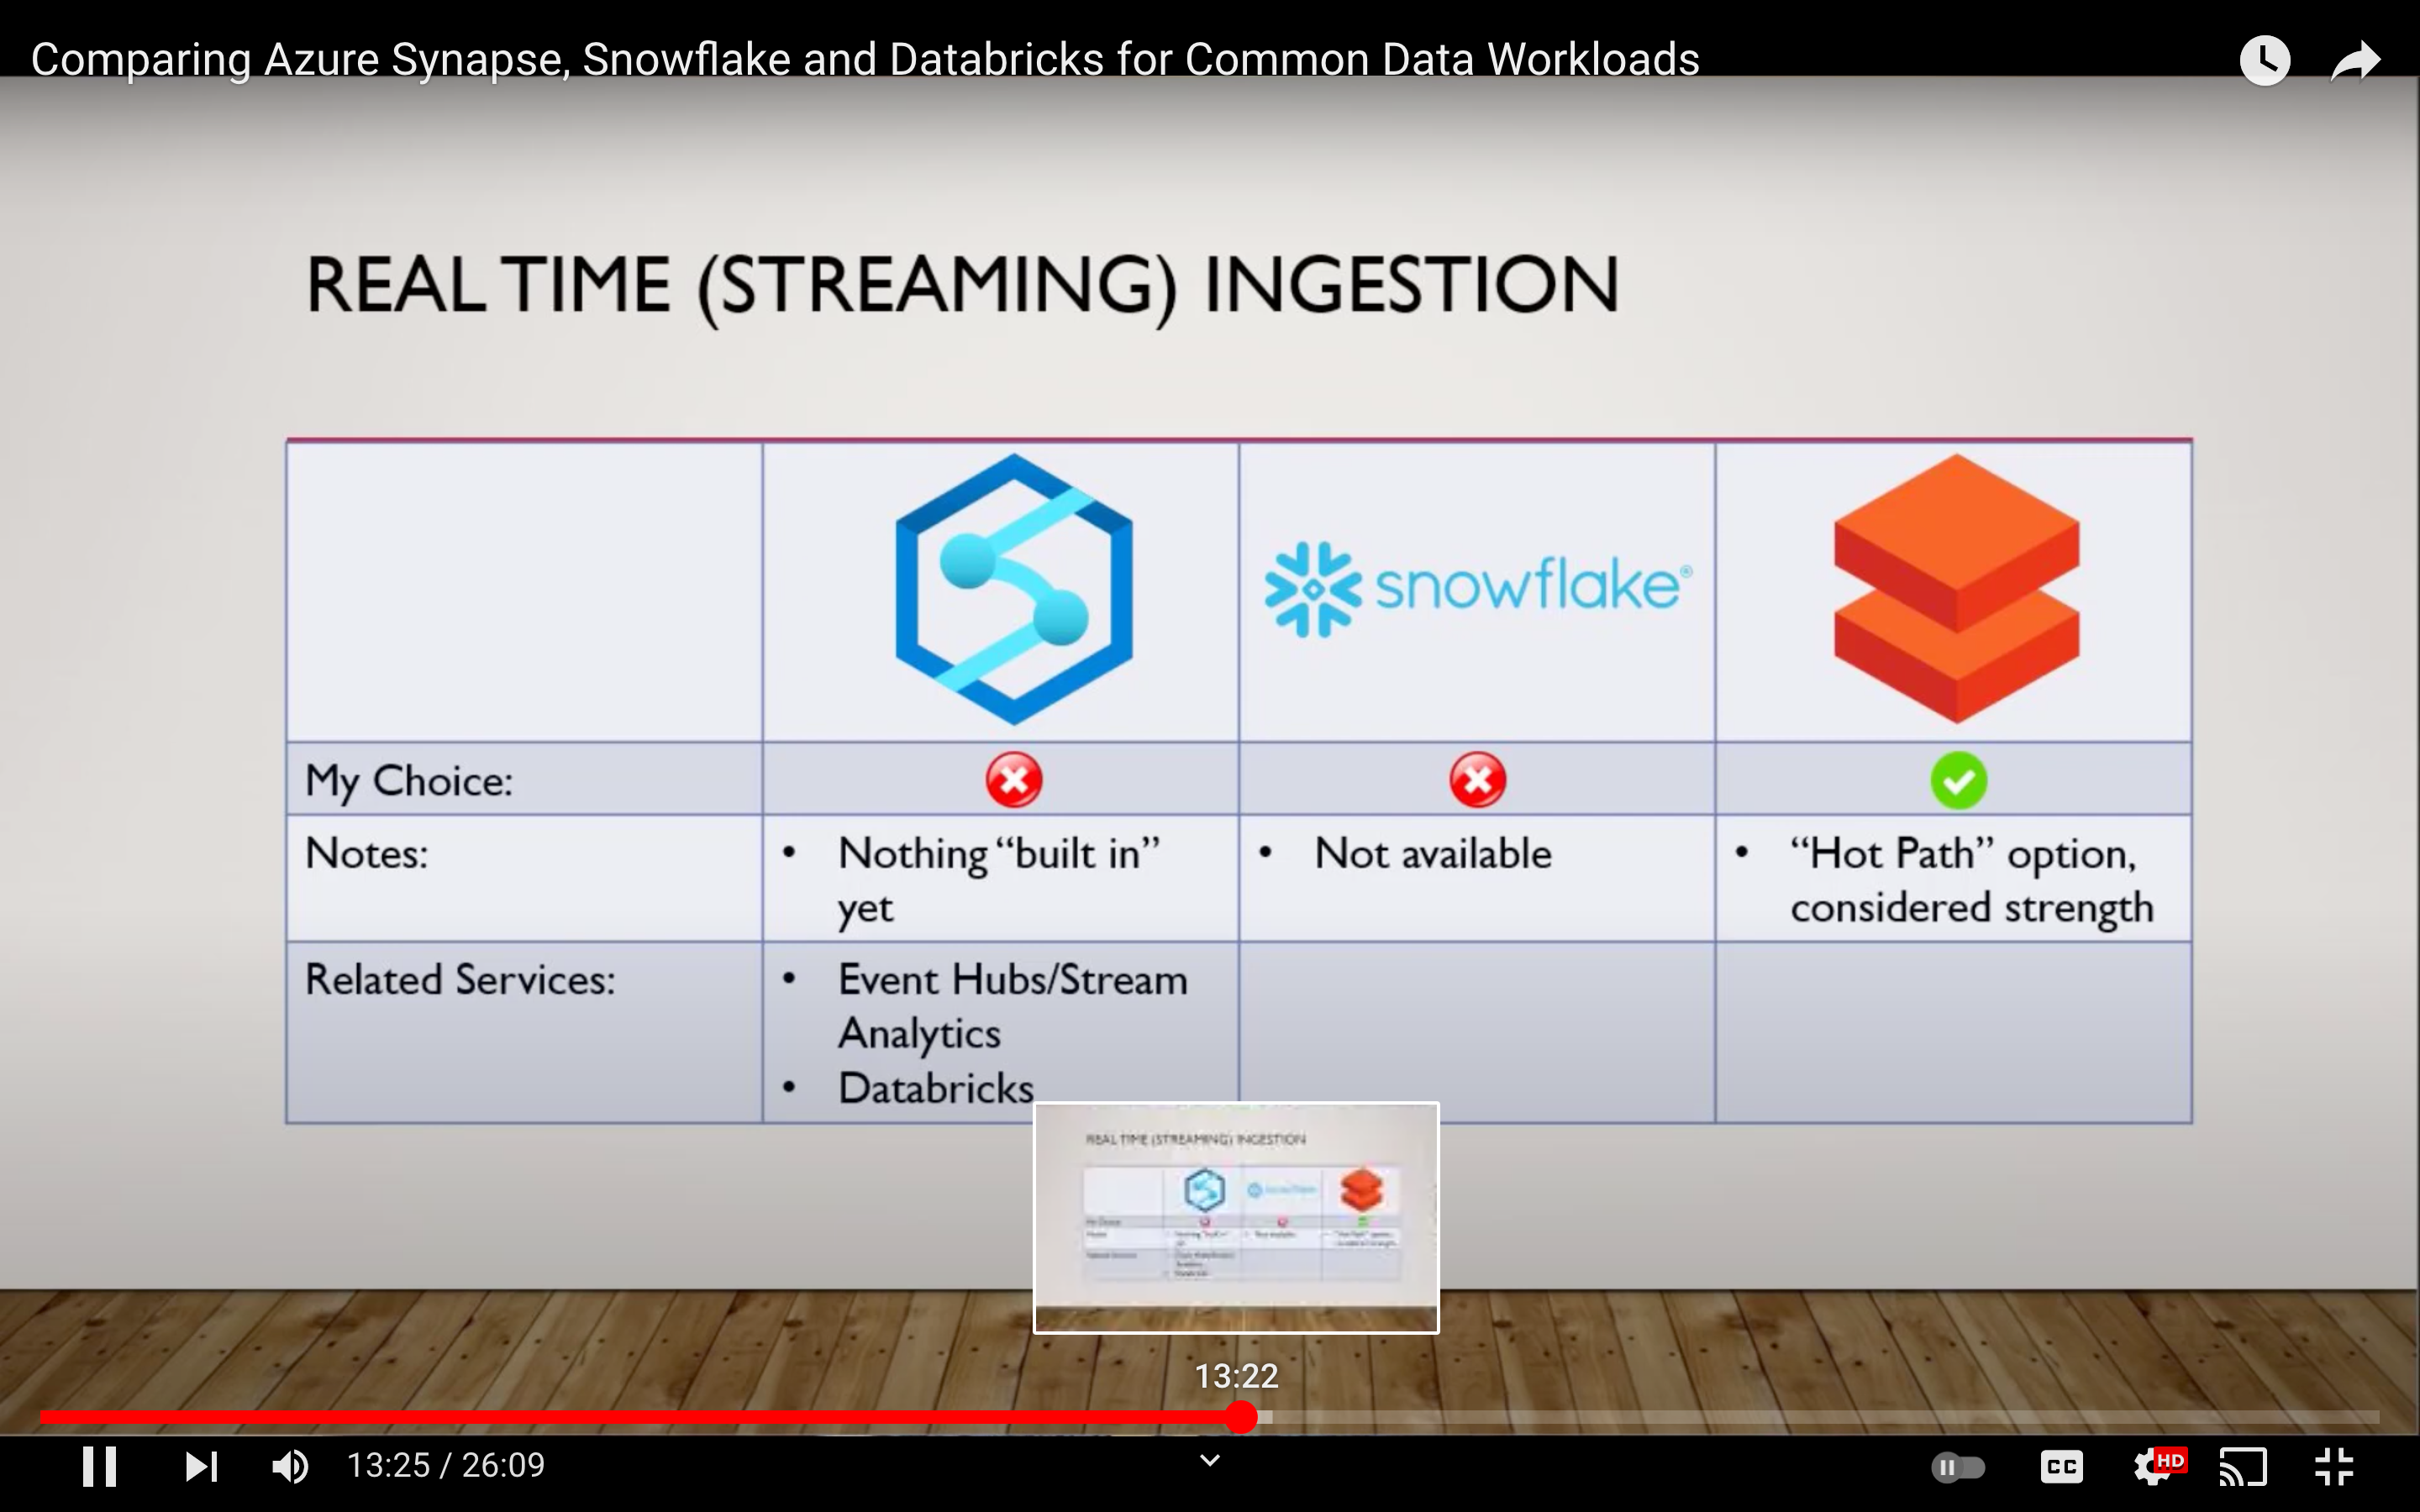 Comparing Azure Synapse, Snowflake and Databricks for Common Data Workloads
REAL TIME (STREAMING) INGESTION
snowflake®
My Choice:
Notes:
• Nothing “built in”
yet
• Not available
• “Hot Path” option,
considered strength
Related Services:
• Event Hubs/Stream
Analytics
• Databricks
REAL TIME (STREAMING) INGESTION
13:22
13:25 / 26:09
CC
HD